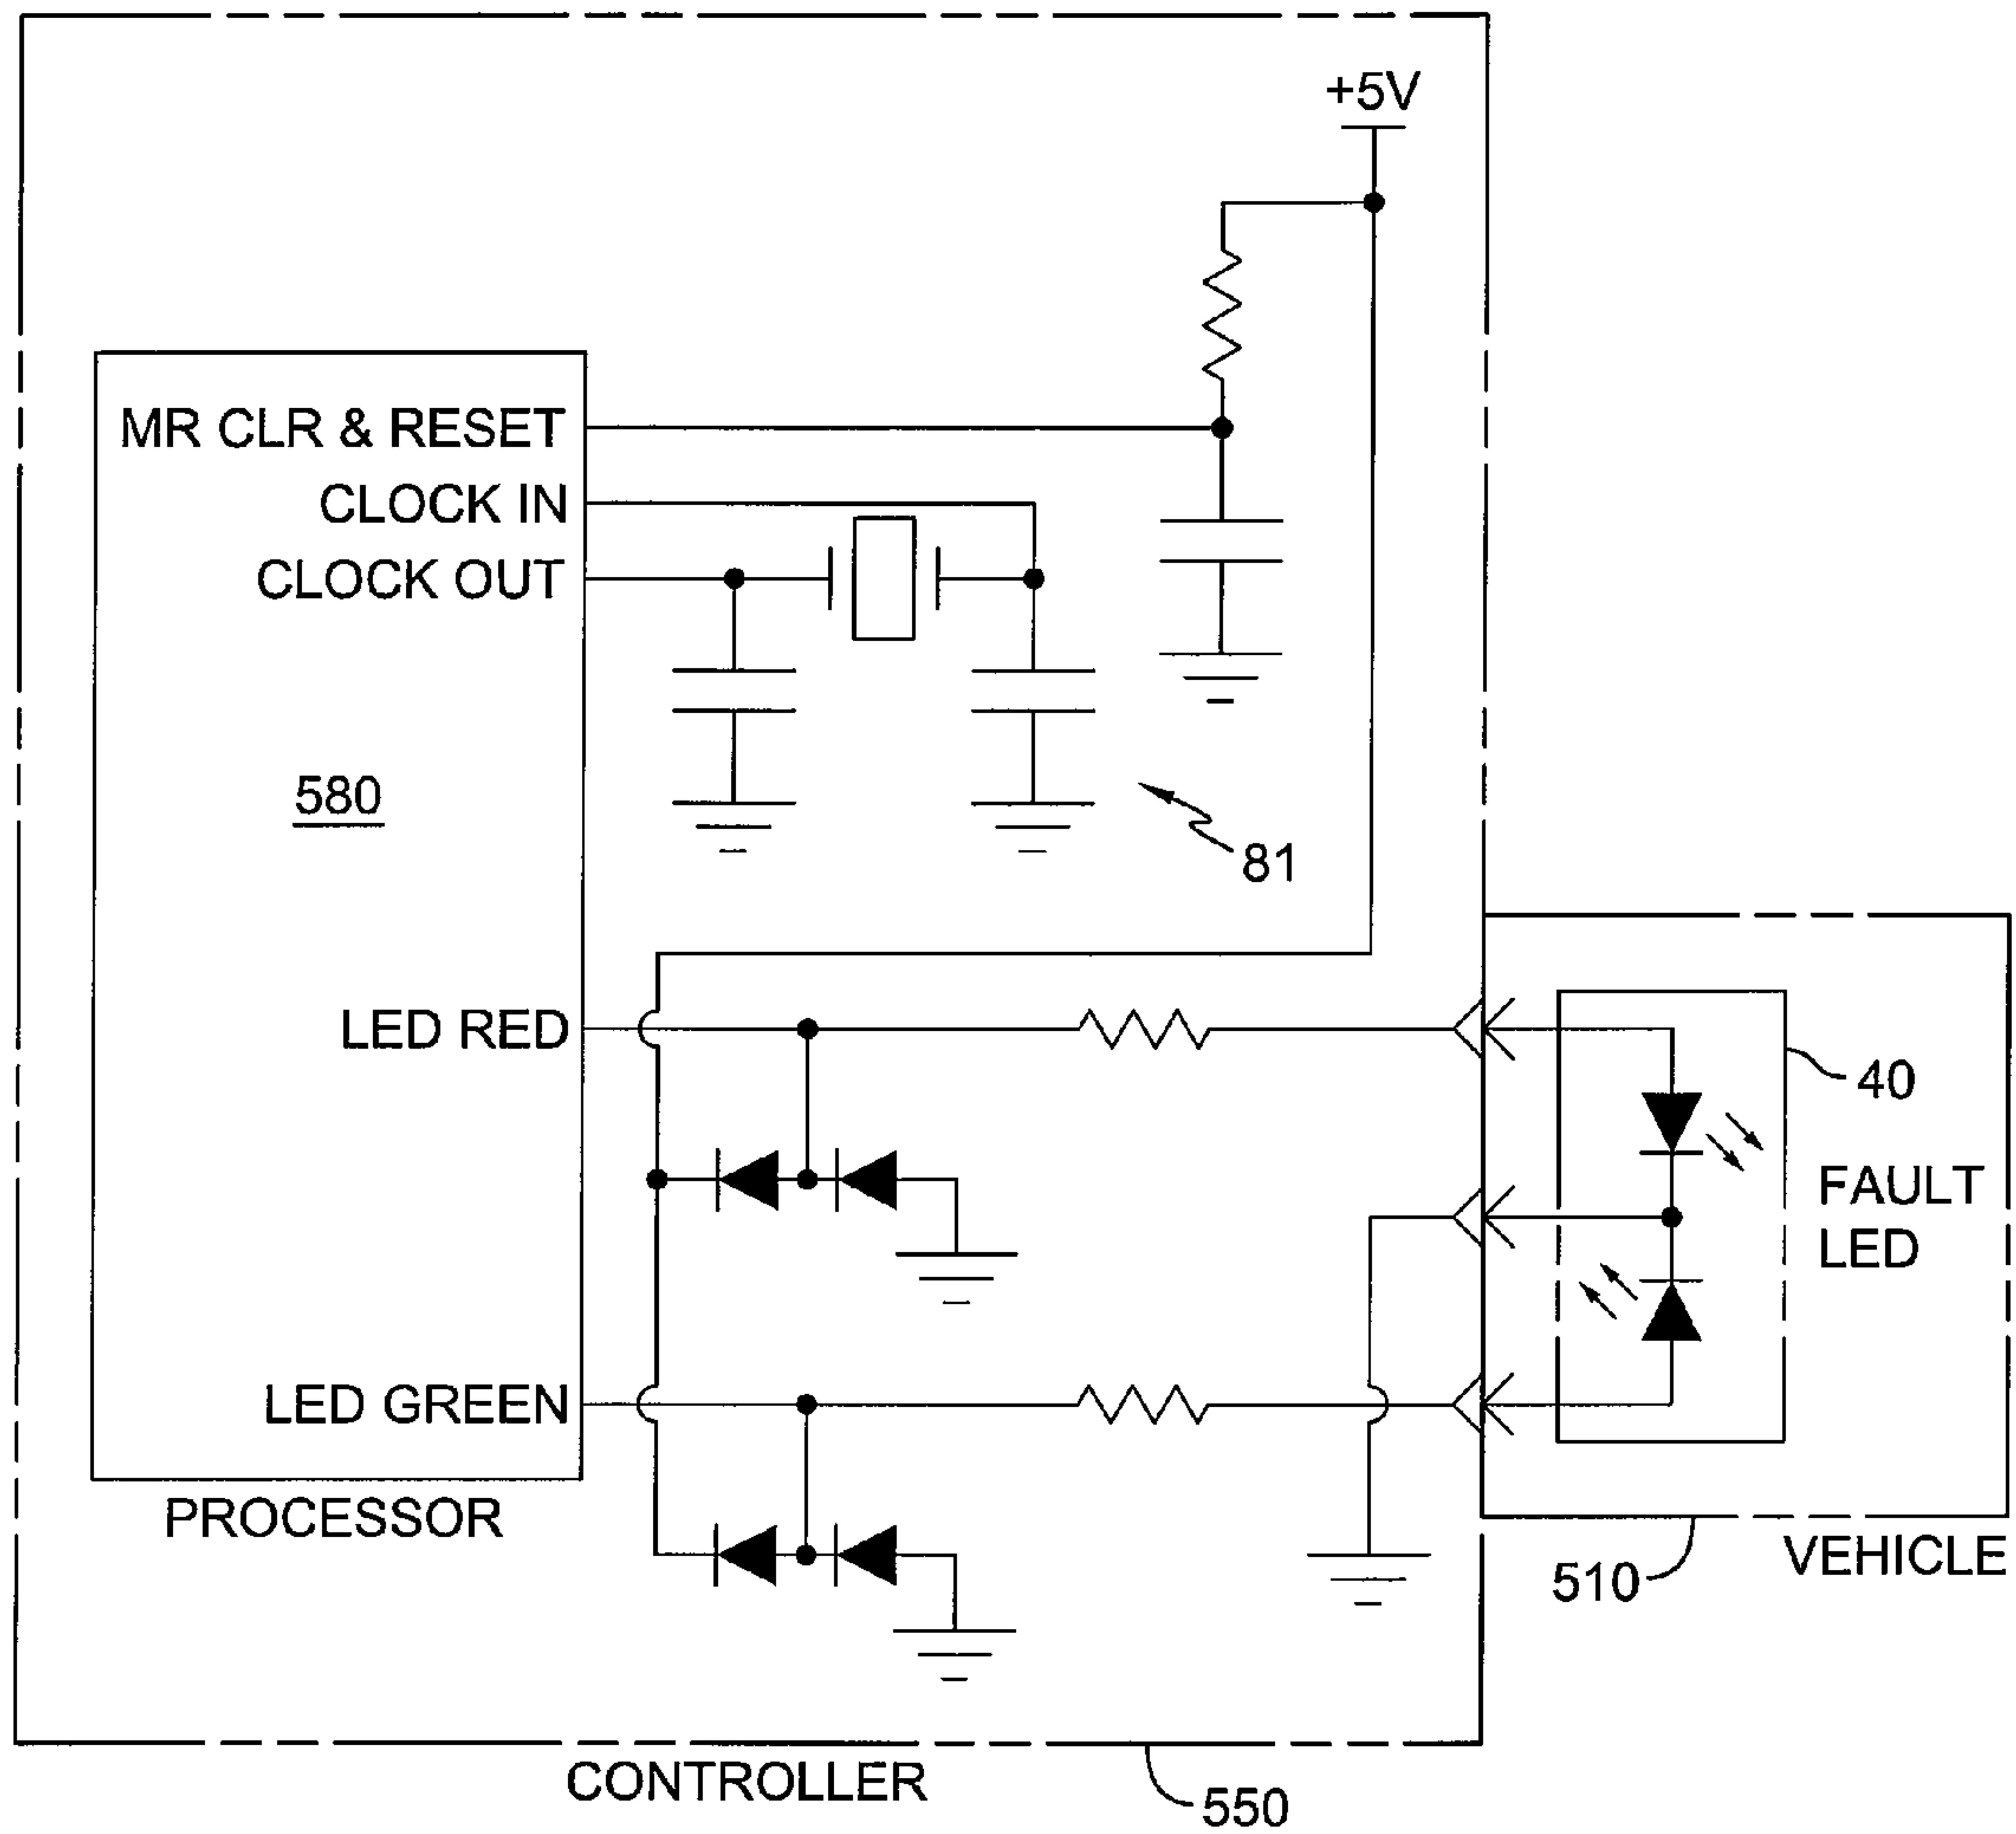 +5V
MR CLR & RESET
CLOCK IN
CLOCK OUT
580
81
LED RED
40
FAULT
LED
LED GREEN
PROCESSOR
510
VEHICLE
CONTROLLER
550